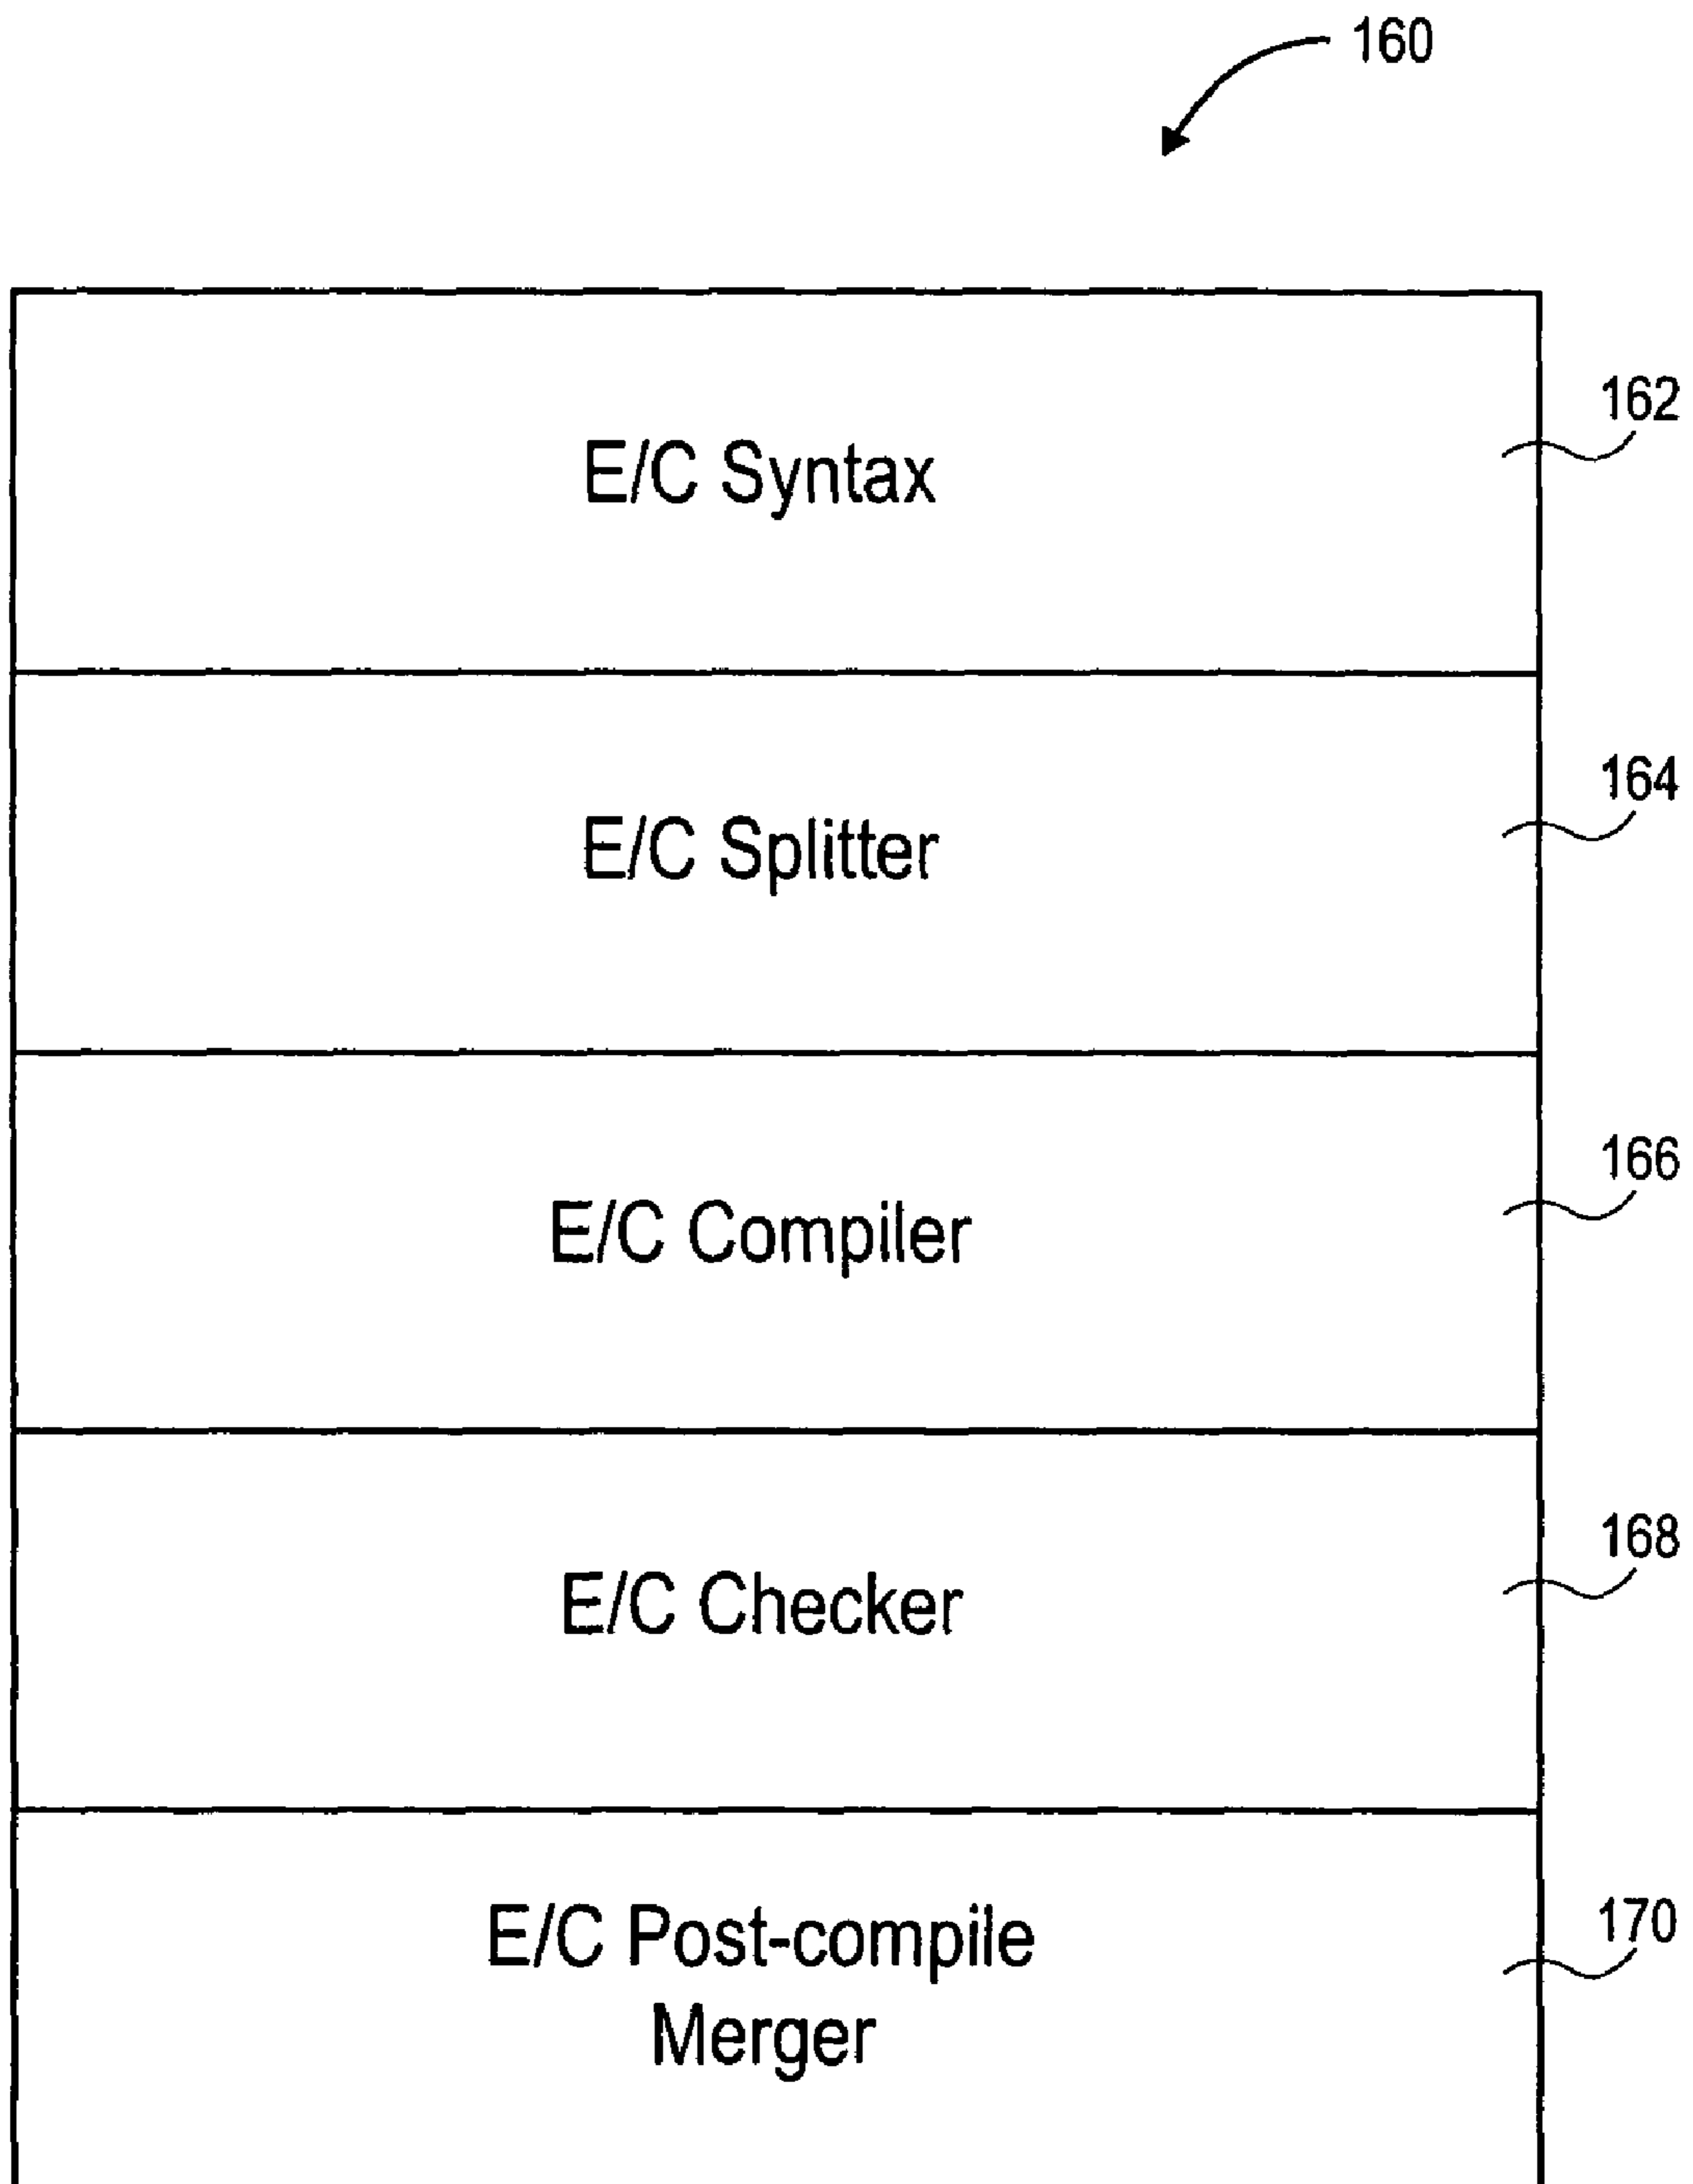 160
E/C Syntax
162
E/C Splitter
164
E/C Compiler
166
E/C Checker
168
E/C Post-compile
Merger
170